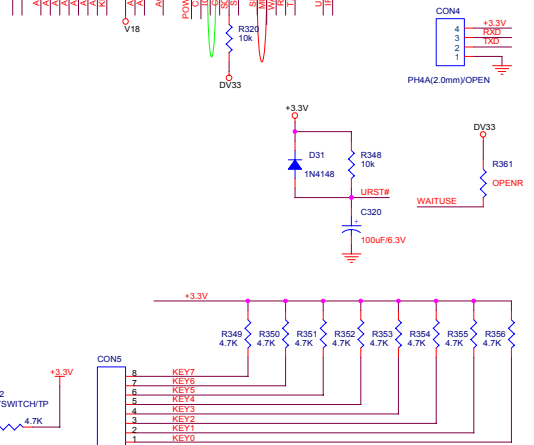 V18
R320
10k
DV33
CON4
4
3
2
1
+3.3V
RXD
TXD
PH4A(2.0mm)/OPEN
+3.3V
D31
1N4148
R348
10k
URST#
C320
+
100uF/6.3V
DV33
R361
OPENR
WAITUSE
+3.3V
R349
4.7K
R350
4.7K
R351
4.7K
R352
4.7K
R353
4.7K
R354
4.7K
R355
4.7K
R356
4.7K
CON5
8 KEY7
7 KEY6
6 KEY5
5 KEY4
4 KEY3
3 KEY2
2 KEY1
1 KEY0
+3.3V
2
SWITCH/TP
4.7K